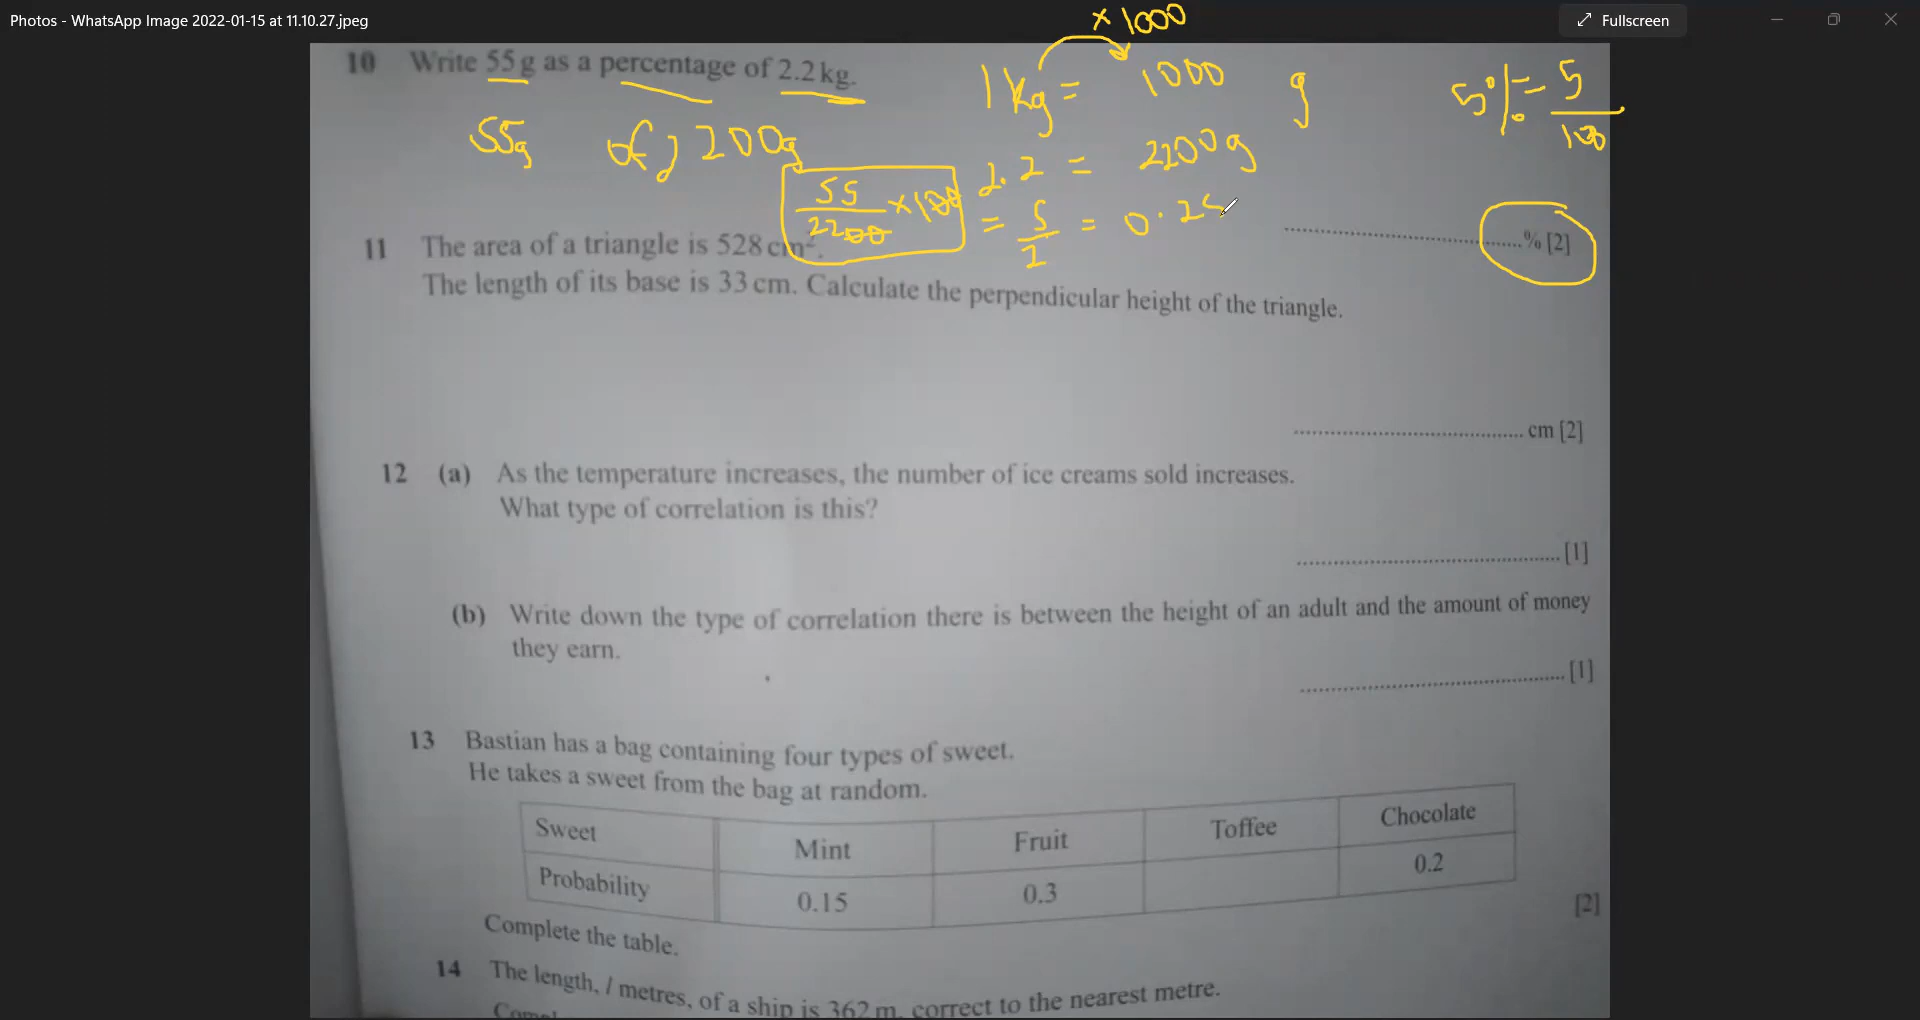 Photos - WhatsApp Image 2022-01-15 at 11.10.27.jpeg
Fullscreen
× 1000
10 Write 55 g as a percentage of 2.2 kg.
1 kg = 1000 g
5% = 5/100
55g of 2200g
2.2 = 2200g
55/2200 × 100 = 5/2 = 0.25
% [2]
11 The area of a triangle is 528 cm².
The length of its base is 33 cm. Calculate the perpendicular height of the triangle.
cm [2]
12 (a) As the temperature increases, the number of ice creams sold increases.
What type of correlation is this?
[1]
(b) Write down the type of correlation there is between the height of an adult and the amount of money
they earn.
[1]
13 Bastian has a bag containing four types of sweet.
He takes a sweet from the bag at random.
Sweet Mint Fruit Toffee Chocolate
Probability 0.15 0.3 0.2
[2]
Complete the table.
14 The length, l metres, of a ship is 362 m, correct to the nearest metre.